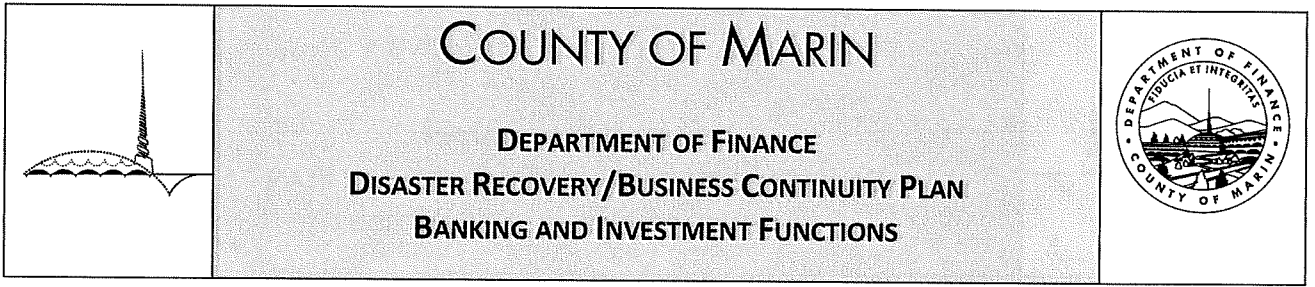 COUNTY OF MARIN
DEPARTMENT OF FINANCE
DISASTER RECOVERY/BUSINESS CONTINUITY PLAN
BANKING AND INVESTMENT FUNCTIONS
DEPARTMENT OF FINANCE
FIDUCIA ET INTEGRITAS
COUNTY OF MARIN